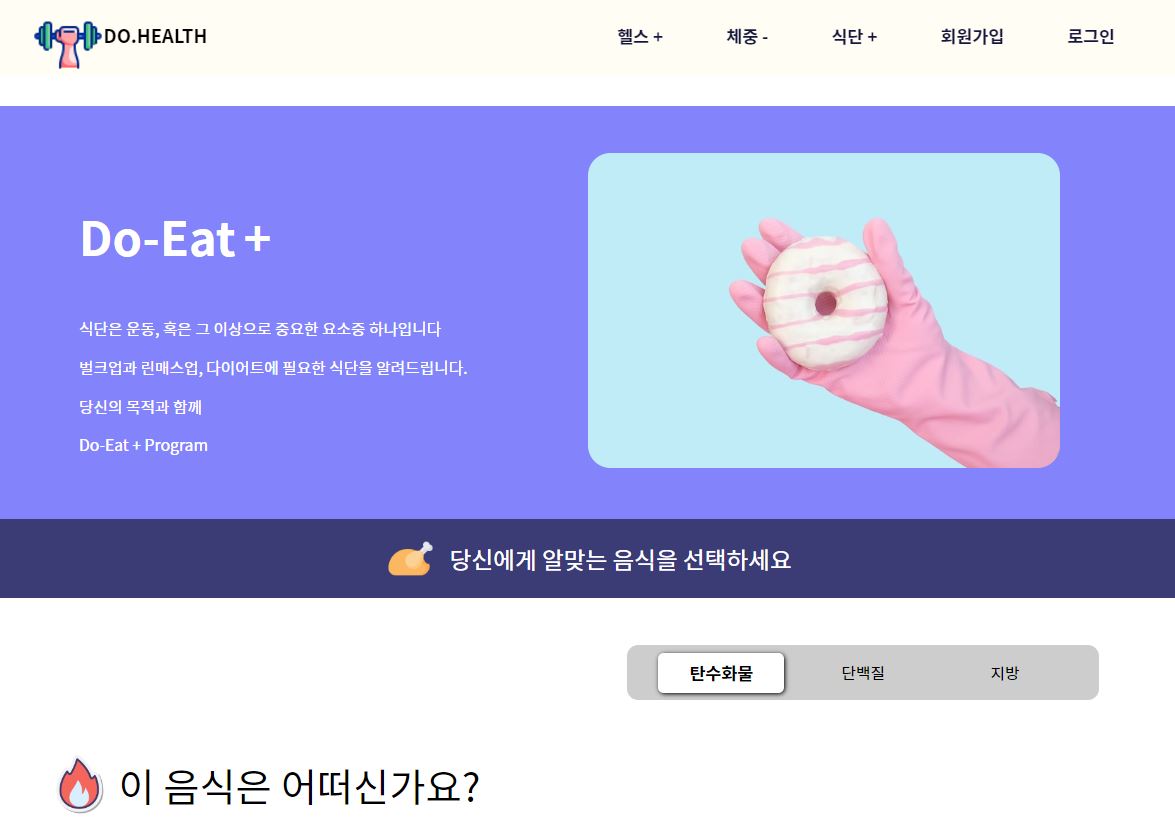 DO.HEALTH
헬스 +
체중 -
식단 +
회원가입
로그인
Do-Eat +
식단은 운동, 혹은 그 이상으로 중요한 요소중 하나입니다
벌크업과 린매스업, 다이어트에 필요한 식단을 알려드립니다.
당신의 목적과 함께
Do-Eat + Program
당신에게 알맞는 음식을 선택하세요
탄수화물
단백질
지방
이 음식은 어떠신가요?